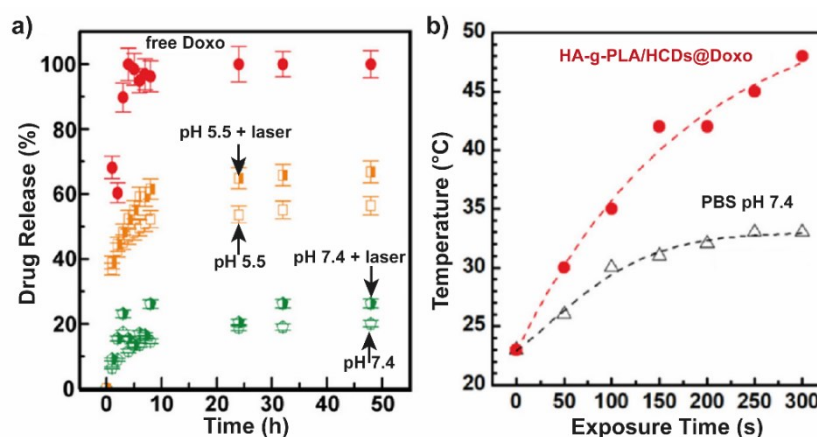 a)
free Doxo
pH 5.5 + laser
pH 5.5
pH 7.4 + laser
pH 7.4
Drug Release (%)
100
80
60
40
20
0
0 10 20 30 40 50
Time (h)
b)
HA-g-PLA/HCDs@Doxo
PBS pH 7.4
Temperature (°C)
50
45
40
35
30
25
20
0 50 100 150 200 250 300
Exposure Time (s)